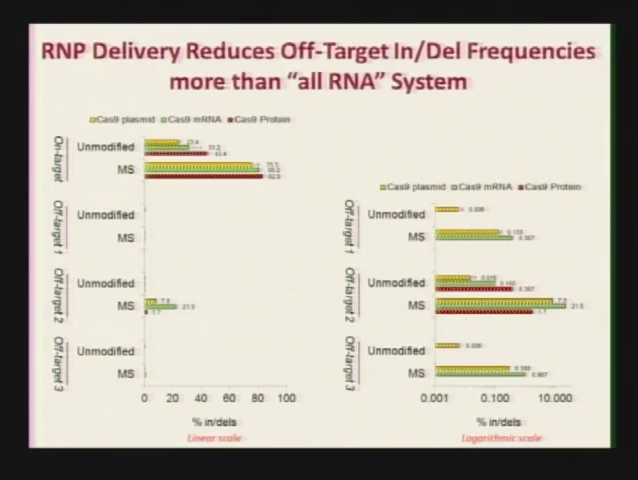 RNP Delivery Reduces Off-Target In/Del Frequencies
more than “all RNA” System
Cas9 plasmid Cas9 mRNA Cas9 Protein
On-target
Unmodified
MS
Off-target 1
Unmodified
MS
Off-target 2
Unmodified
MS
7.9
21.5
1.7
Off-target 3
Unmodified
MS
0 20 40 60 80 100
% in/dels
Linear scale
Cas9 plasmid Cas9 mRNA Cas9 Protein
Off-target 1
Unmodified
MS
Off-target 2
Unmodified
MS
21.5
1.7
Off-target 3
Unmodified
MS
0.001 0.100 10.000
% in/dels
Logarithmic scale